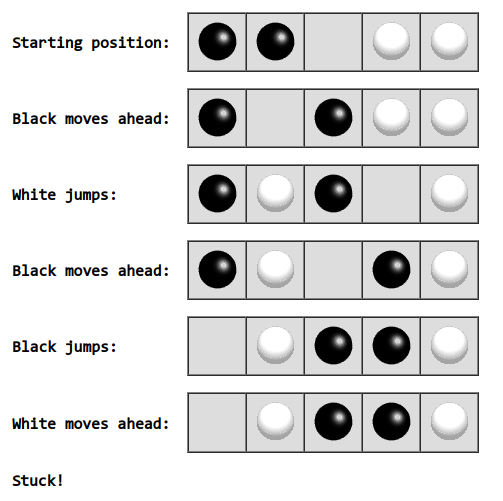 Starting position:
Black moves ahead:
White jumps:
Black moves ahead:
Black jumps:
White moves ahead:
Stuck!